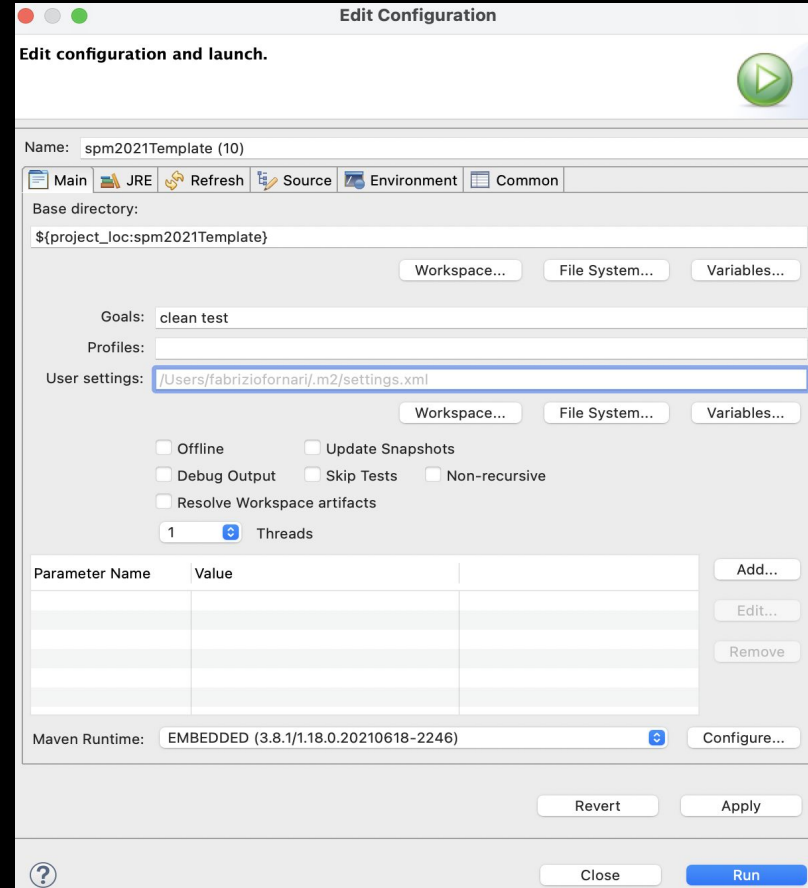 Edit Configuration
Edit configuration and launch.
Name: spm2021Template (10)
Main JRE Refresh Source Environment Common
Base directory:
${project_loc:spm2021Template}
Workspace... File System... Variables...
Goals: clean test
Profiles:
User settings: /Users/fabriziofornari/.m2/settings.xml
Workspace... File System... Variables...
Offline Update Snapshots
Debug Output Skip Tests Non-recursive
Resolve Workspace artifacts
1 Threads
Parameter Name Value Add...
Edit...
Remove
Maven Runtime: EMBEDDED (3.8.1/1.18.0.20210618-2246) Configure...
Revert Apply
? Close Run